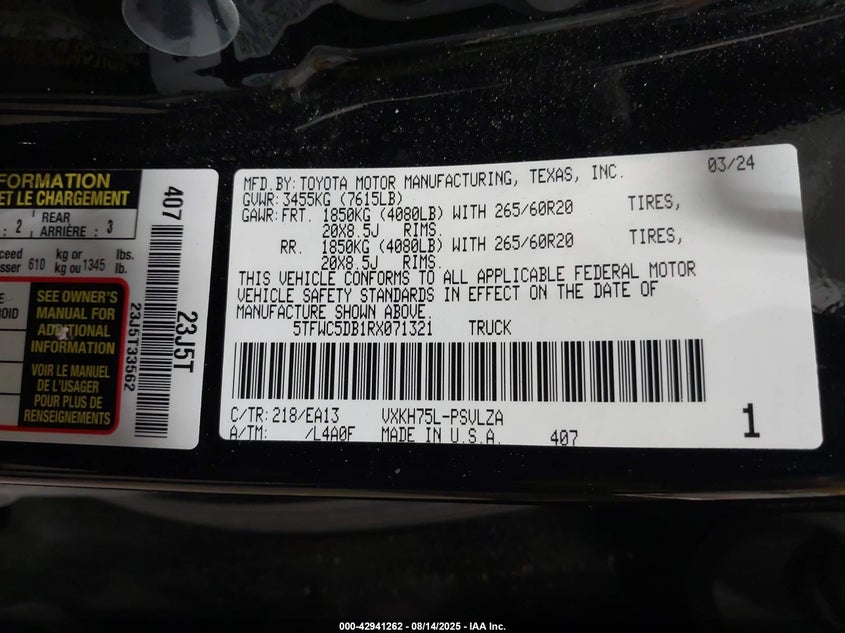 FORMATION
ET LE CHARGEMENT
: 2 REAR ARRIÈRE : 3
610 kg or kg ou 1345 lbs. lb.
SEE OWNER'S
MANUAL FOR
ADDITIONAL
INFORMATION
VOIR LE MANUEL
DE L'USAGER
POUR PLUS DE
RENSEIGNEMENTS
407
23J5T
23J5T33562
MFD.BY: TOYOTA MOTOR MANUFACTURING, TEXAS, INC. 03/24
GVWR: 3455KG (7615LB)
GAWR: FRT. 1850KG (4080LB) WITH 265/60R20 TIRES,
20X8.5J RIMS.
RR. 1850KG (4080LB) WITH 265/60R20 TIRES,
20X8.5J RIMS.
THIS VEHICLE CONFORMS TO ALL APPLICABLE FEDERAL MOTOR
VEHICLE SAFETY STANDARDS IN EFFECT ON THE DATE OF
MANUFACTURE SHOWN ABOVE.
5TFWC5DB1RX071321 TRUCK
C/TR: 218/EA13 VXKH75L-PSVLZA
A/TM: /L4A0F MADE IN U.S.A. 407 1
000-42941262 - 08/14/2025 - IAA Inc.